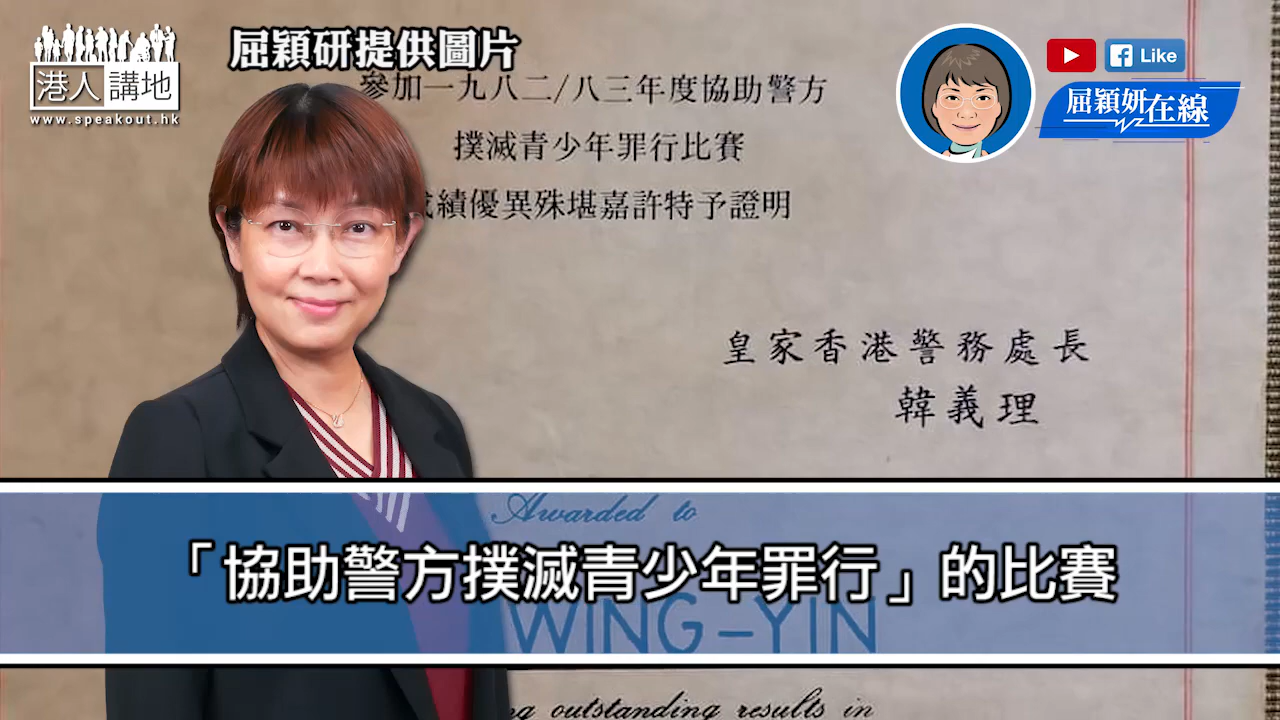 屈穎研提供圖片
港人講地
www.speakout.hk
Like
屈穎妍在線
參加一九八二/八三年度協助警方
撲滅青少年罪行比賽
成績優異殊堪嘉許特予證明
皇家香港警務處長
韓義理
Awarded to
「協助警方撲滅青少年罪行」的比賽
WING-YIN
outstanding results in